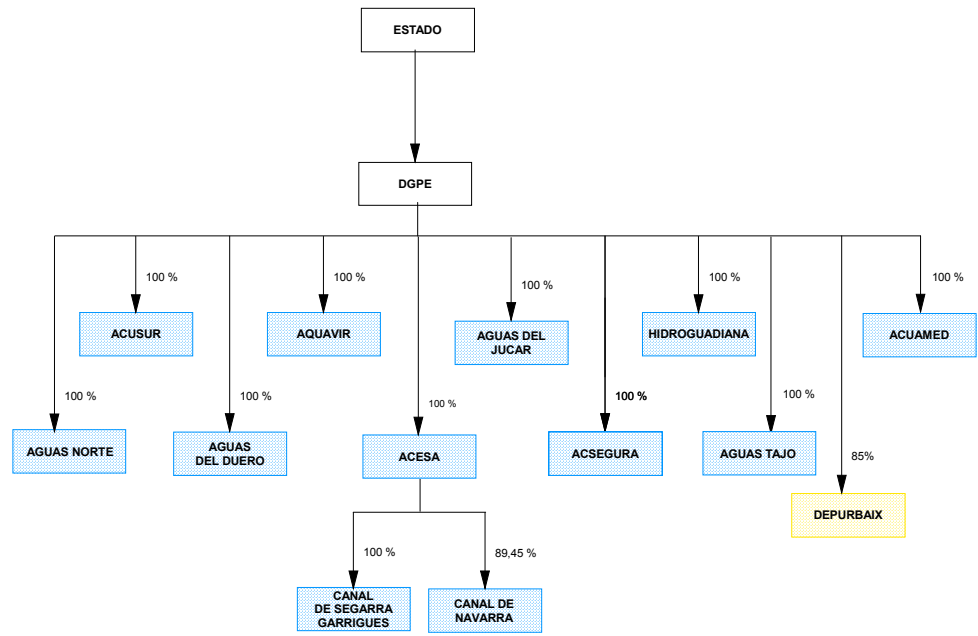 ESTADO
DGPE
100 %
100 %
100 %
100 %
100 %
ACUSUR
AQUAVIR
AGUAS DEL
JUCAR
HIDROGUADIANA
ACUAMED
100 %
100 %
100 %
100 %
100 %
AGUAS NORTE
AGUAS
DEL DUERO
ACESA
ACSEGURA
AGUAS TAJO
85%
DEPURBAIX
100 %
89,45 %
CANAL
DE SEGARRA
GARRIGUES
CANAL DE
NAVARRA